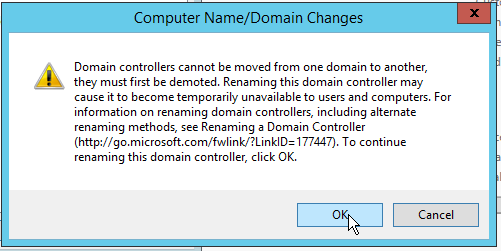 Computer Name/Domain Changes
x
Domain controllers cannot be moved from one domain to another,
they must first be demoted. Renaming this domain controller may
cause it to become temporarily unavailable to users and computers. For
information on renaming domain controllers, including alternate
renaming methods, see Renaming a Domain Controller
(http://go.microsoft.com/fwlink/?LinkID=177447). To continue
renaming this domain controller, click OK.
OK
Cancel